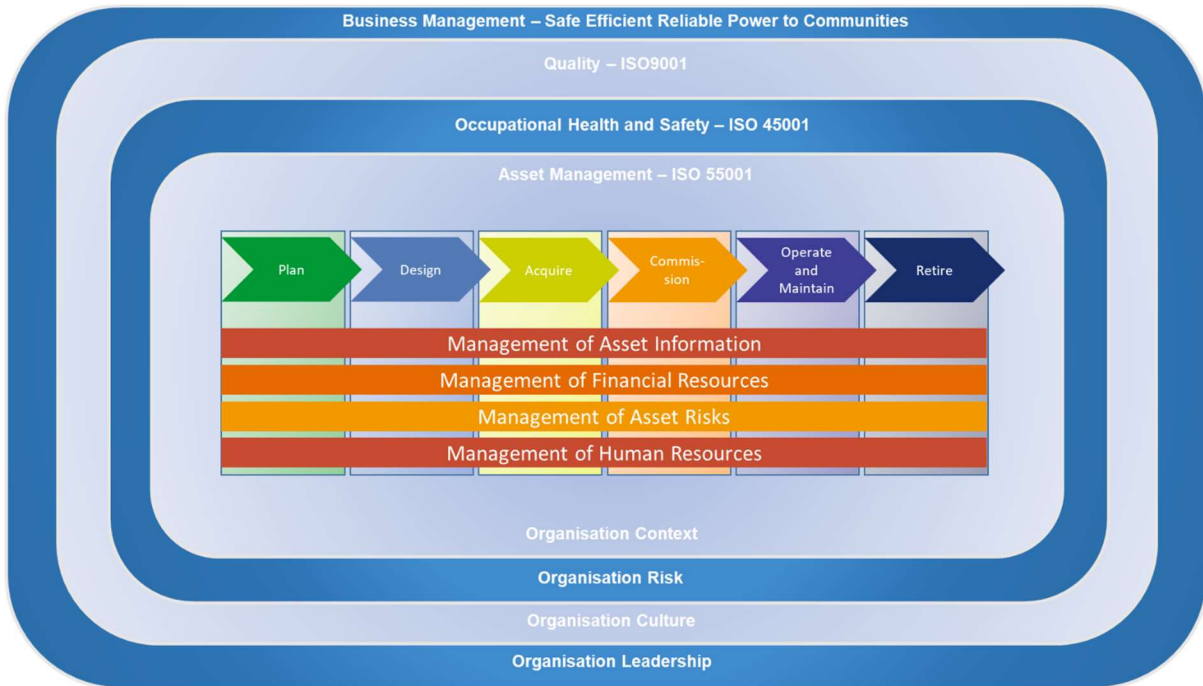 Business Management – Safe Efficient Reliable Power to Communities
Quality – ISO9001
Occupational Health and Safety – ISO 45001
Asset Management – ISO 55001
Plan
Design
Acquire
Commis-
sion
Operate
and
Maintain
Retire
Management of Asset Information
Management of Financial Resources
Management of Asset Risks
Management of Human Resources
Organisation Context
Organisation Risk
Organisation Culture
Organisation Leadership